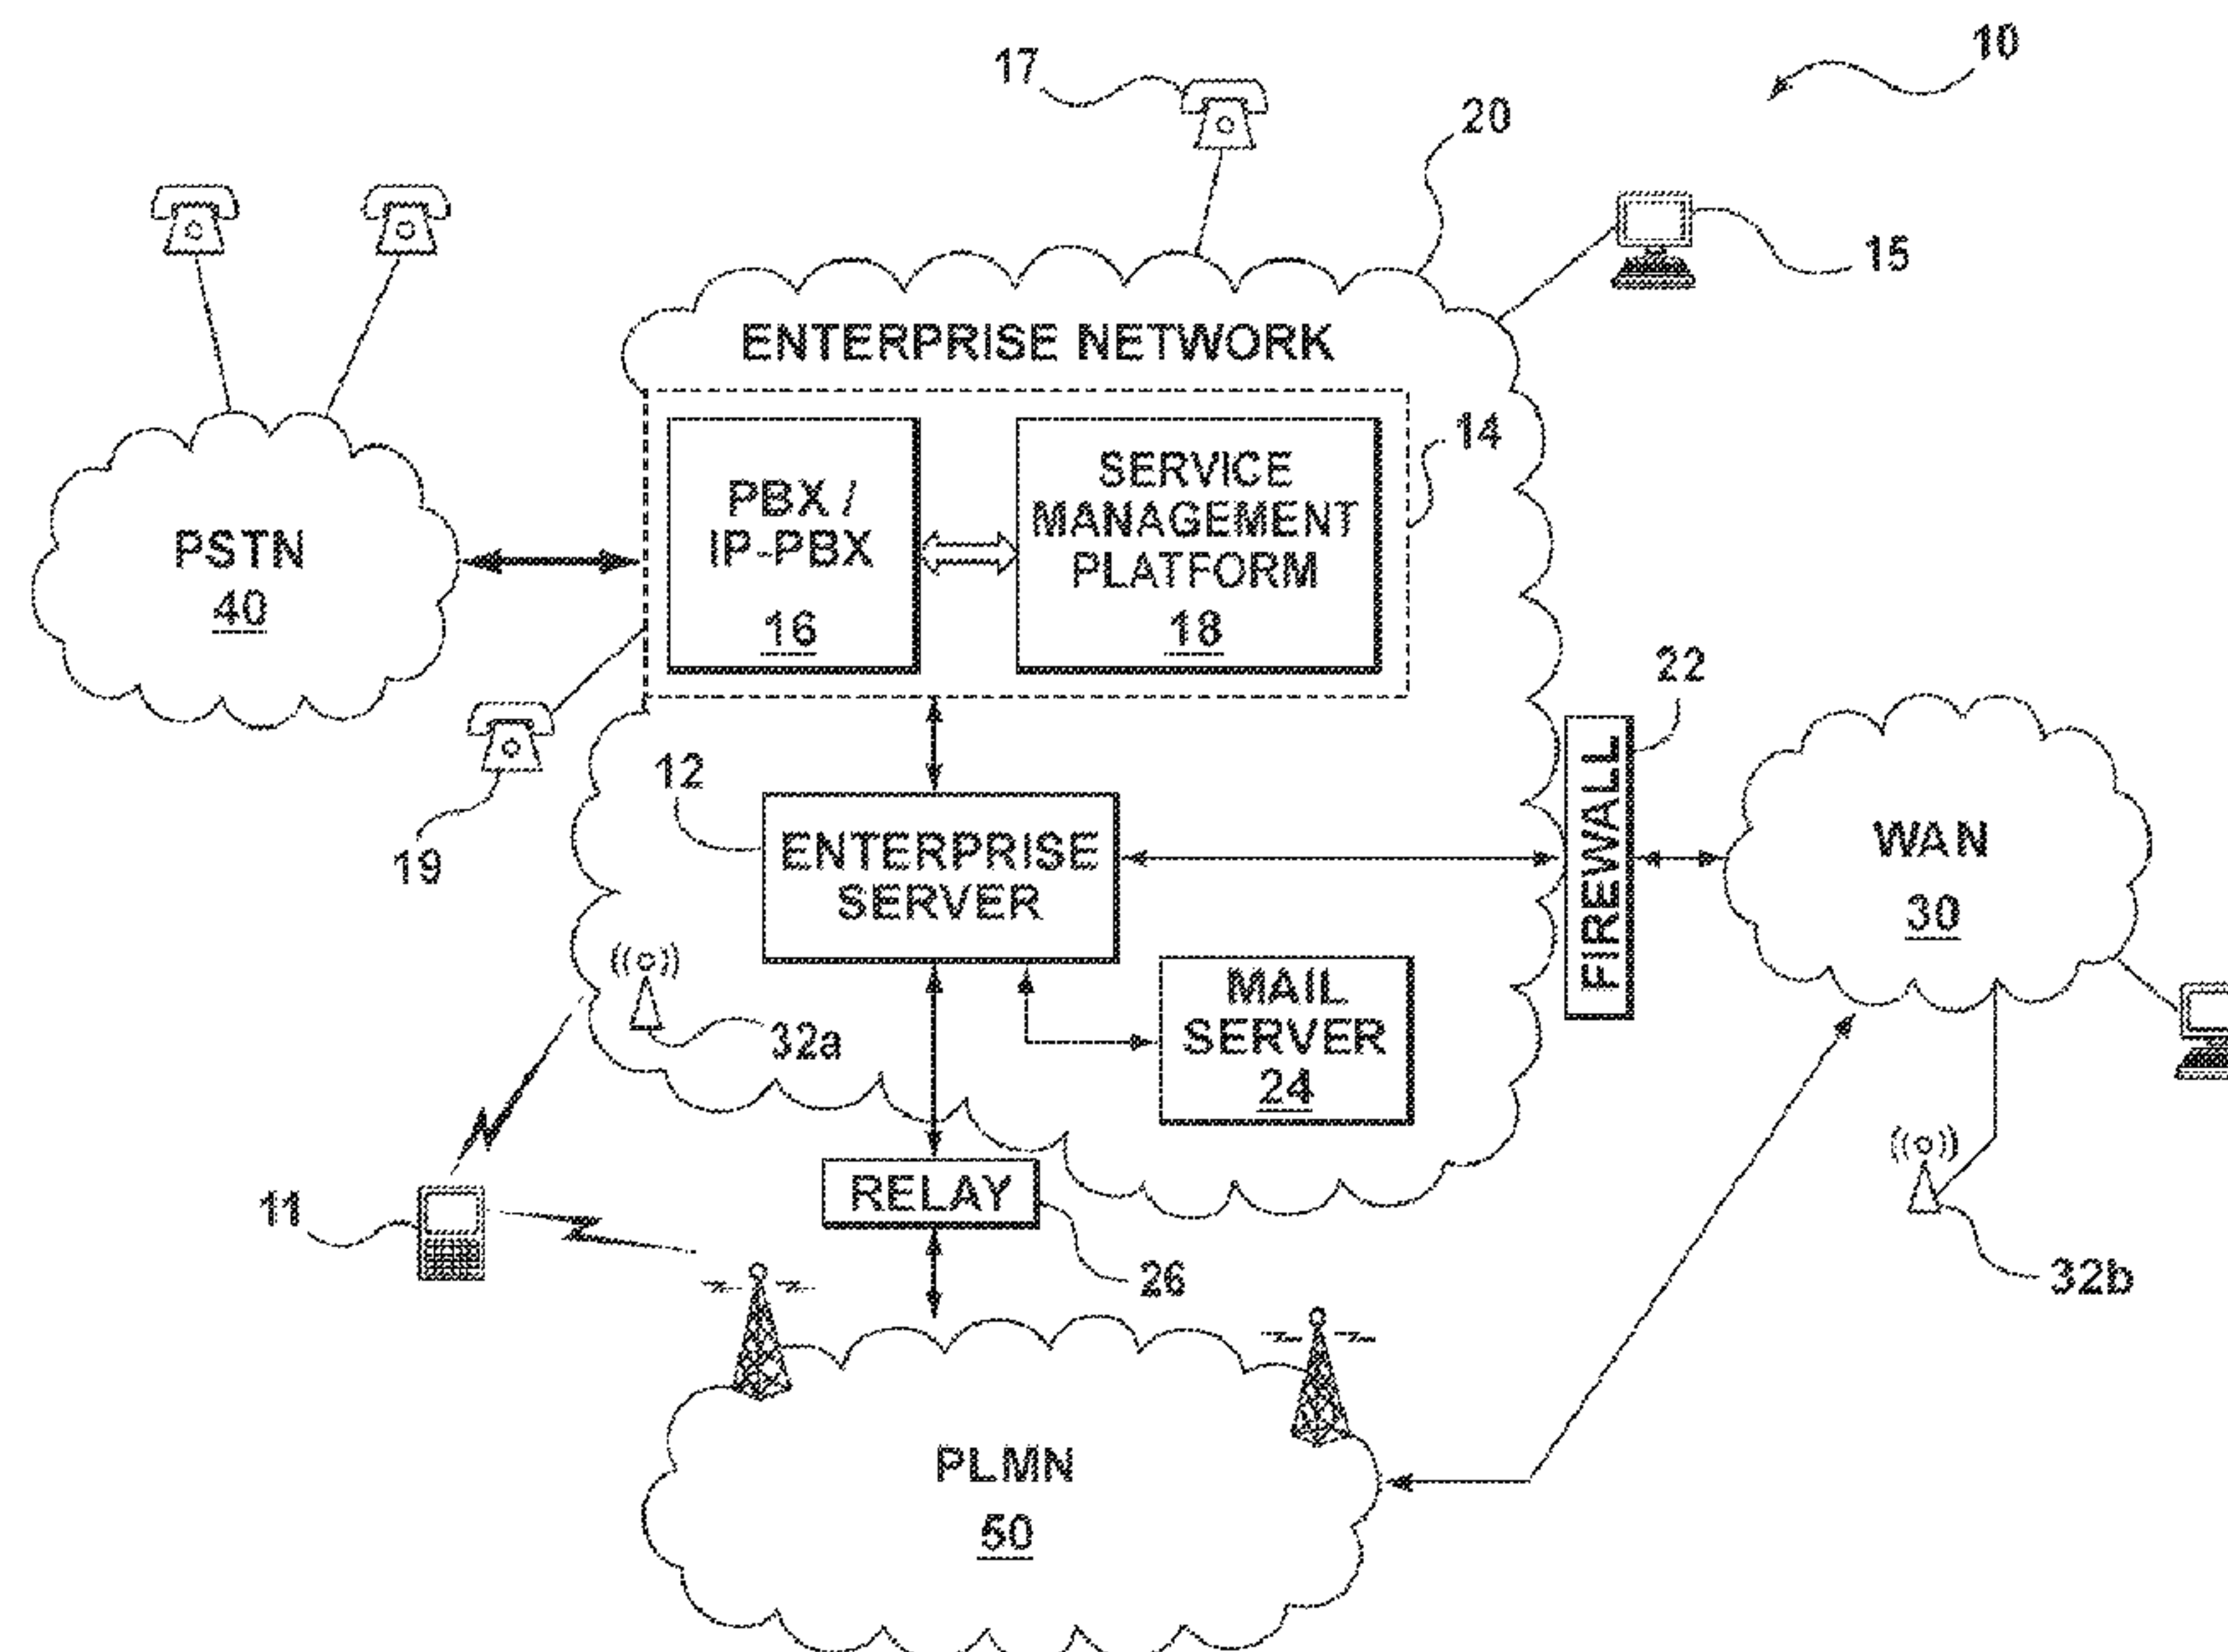 10
17
20
15
ENTERPRISE NETWORK
14
PBX /
IP-PBX
16
SERVICE
MANAGEMENT
PLATFORM
18
PSTN
40
22
19
12
ENTERPRISE
SERVER
FIREWALL
WAN
30
MAIL
SERVER
24
32a
11
RELAY
26
32b
PLMN
50